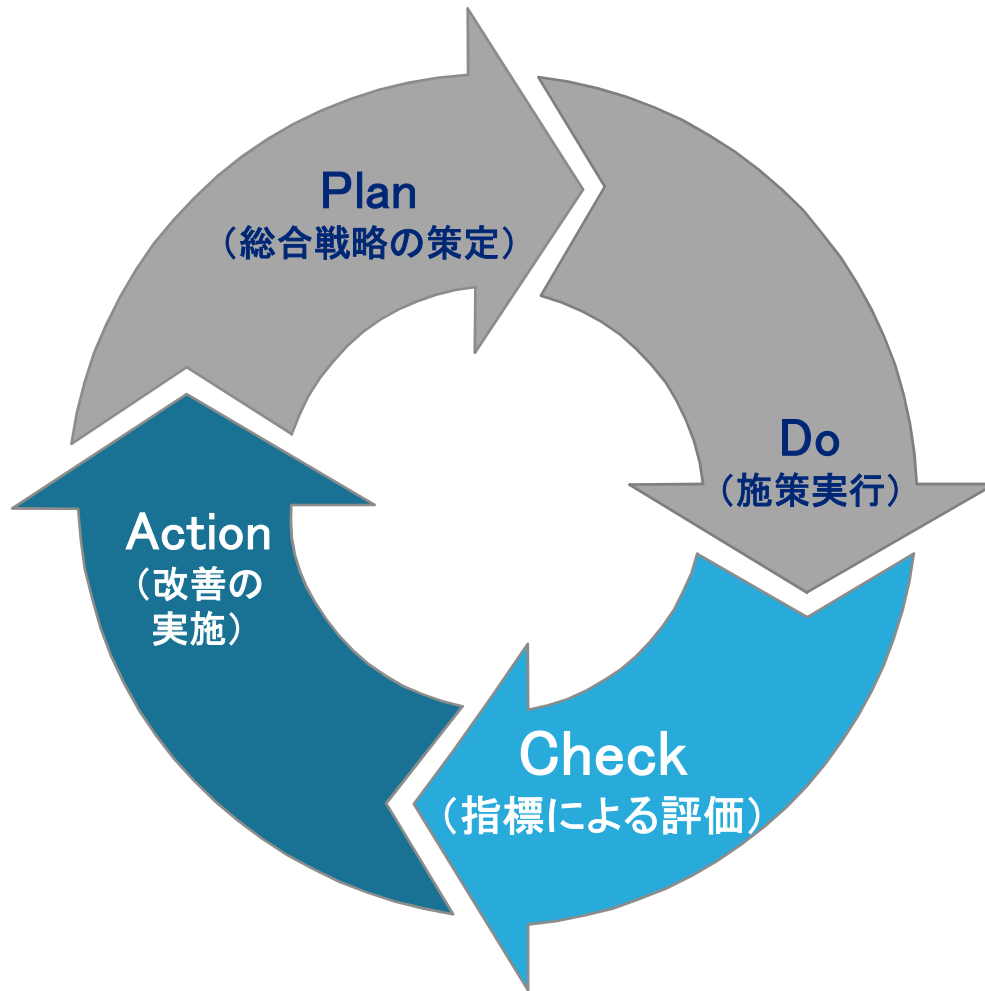 Plan
（総合戦略の策定）
Do
（施策実行）
Check
（指標による評価）
Action
（改善の
実施）